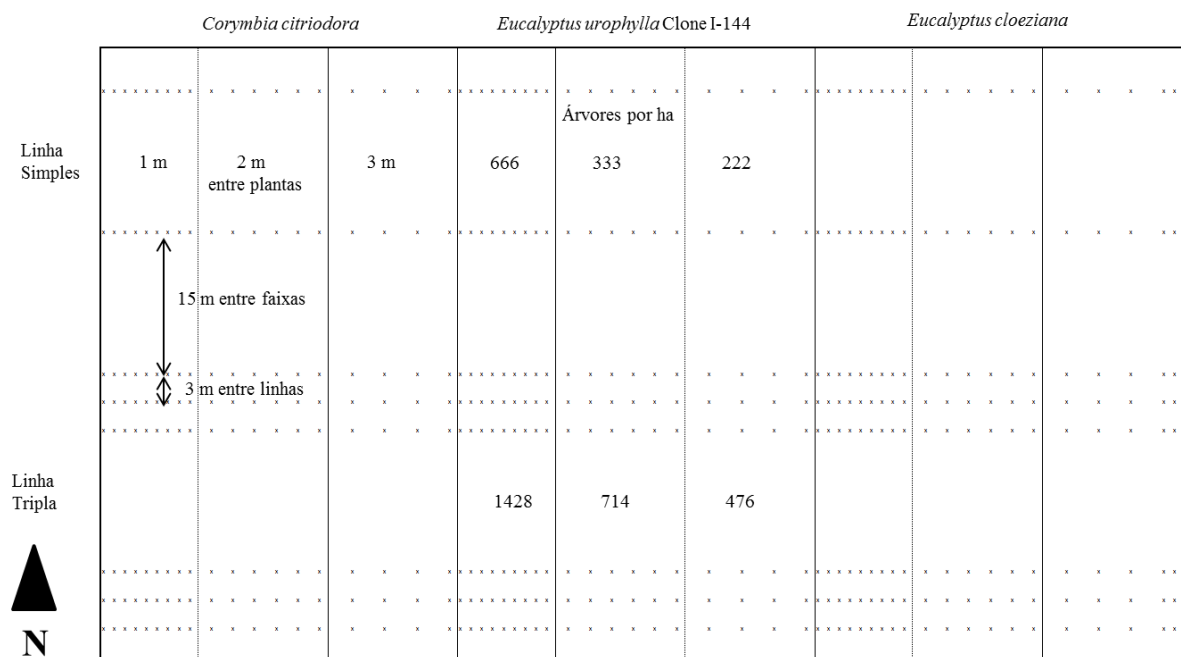 Corymbia citriodora
Eucalyptus urophylla Clone I-144
Eucalyptus cloeziana
Árvores por ha
Linha
Simples
1 m
2 m
entre plantas
3 m
666
333
222
15 m entre faixas
3 m entre linhas
Linha
Tripla
1428
714
476
N